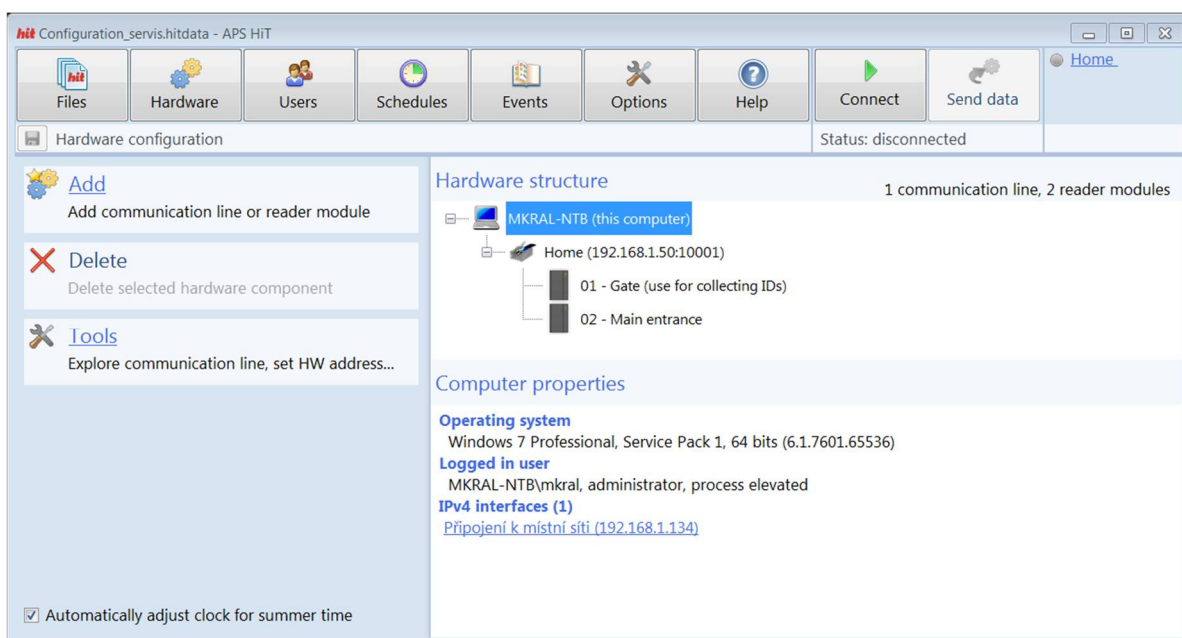 hit Configuration_servis.hitdata - APS HiT
hit
Files
Hardware
Users
Schedules
Events
Options
Help
Connect
Send data
Home
Hardware configuration
Status: disconnected
Add
Add communication line or reader module
Delete
Delete selected hardware component
Tools
Explore communication line, set HW address...
Automatically adjust clock for summer time
Hardware structure
1 communication line, 2 reader modules
MKRAL-NTB (this computer)
Home (192.168.1.50:10001)
01 - Gate (use for collecting IDs)
02 - Main entrance
Computer properties
Operating system
Windows 7 Professional, Service Pack 1, 64 bits (6.1.7601.65536)
Logged in user
MKRAL-NTB\mkral, administrator, process elevated
IPv4 interfaces (1)
Připojení k místní síti (192.168.1.134)